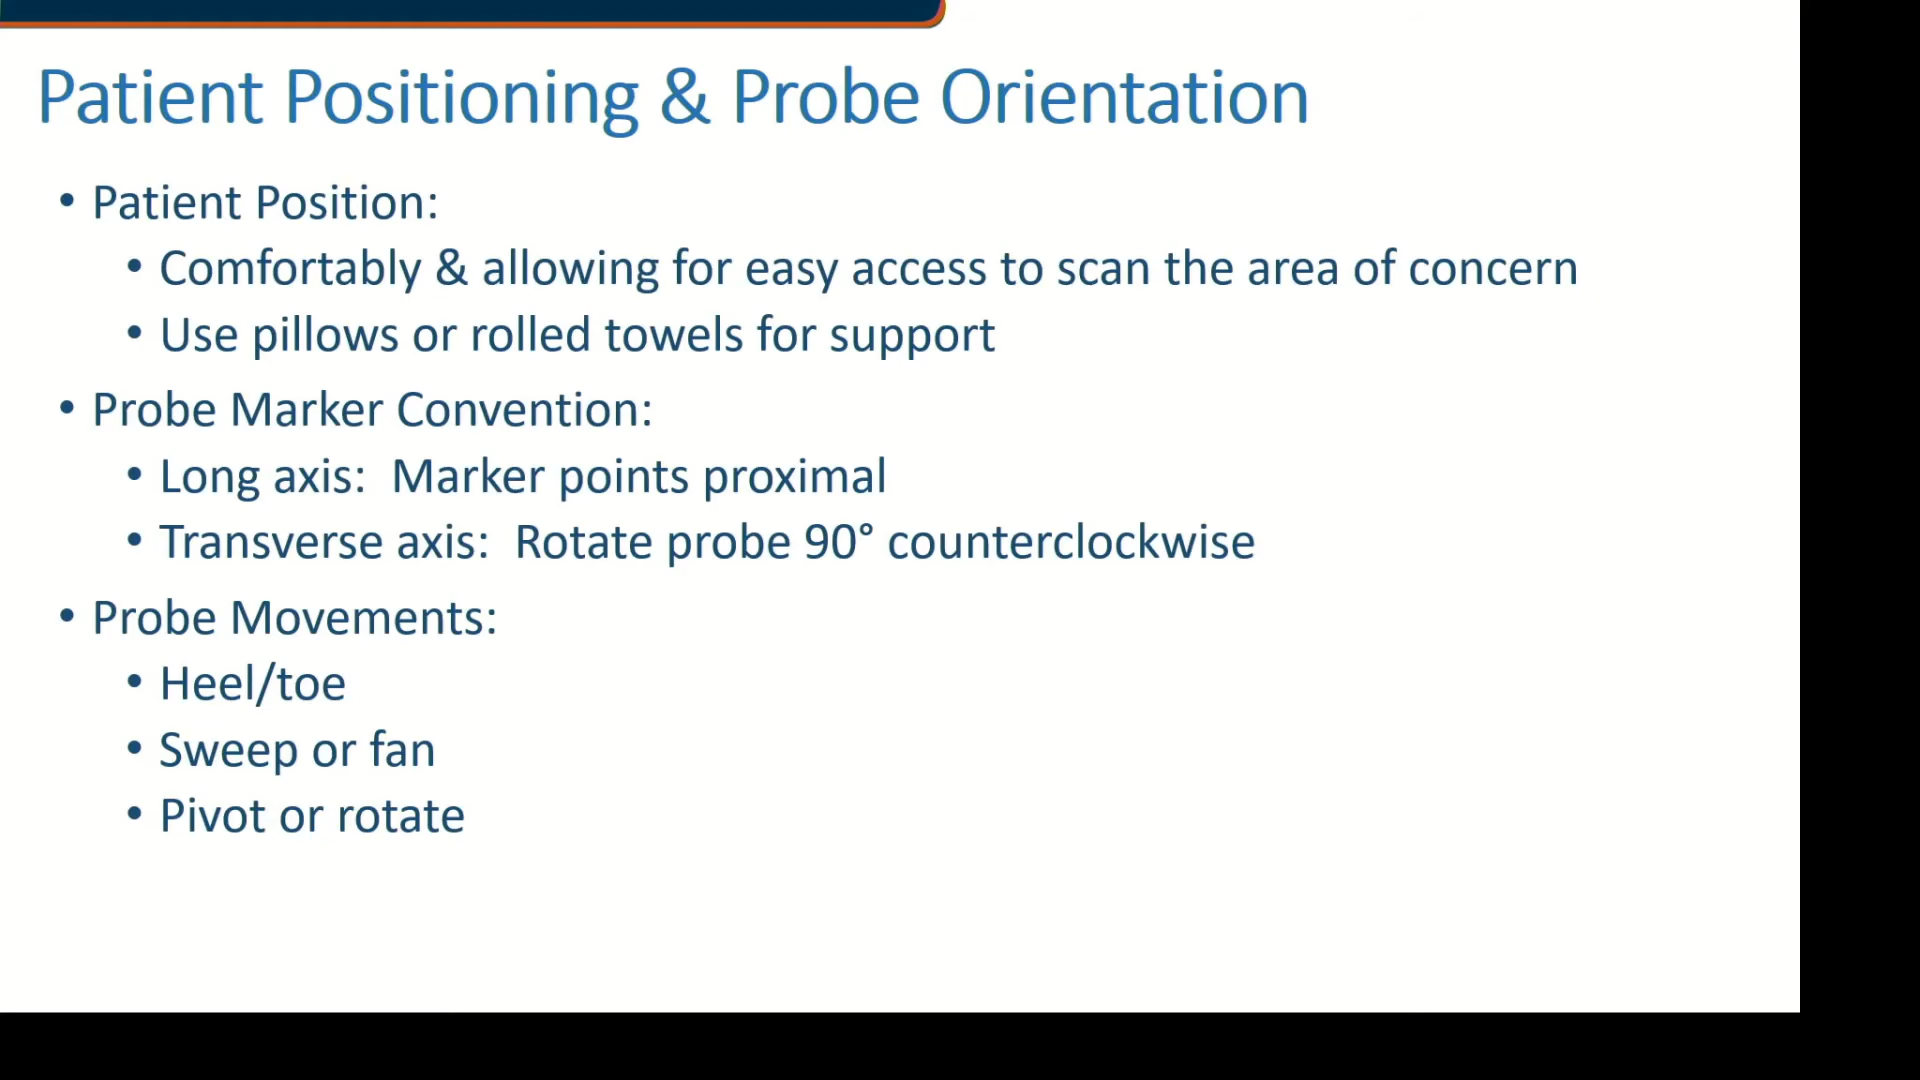 Patient Positioning & Probe Orientation
• Patient Position:
• Comfortably & allowing for easy access to scan the area of concern
• Use pillows or rolled towels for support
• Probe Marker Convention:
• Long axis:  Marker points proximal
• Transverse axis:  Rotate probe 90° counterclockwise
• Probe Movements:
• Heel/toe
• Sweep or fan
• Pivot or rotate